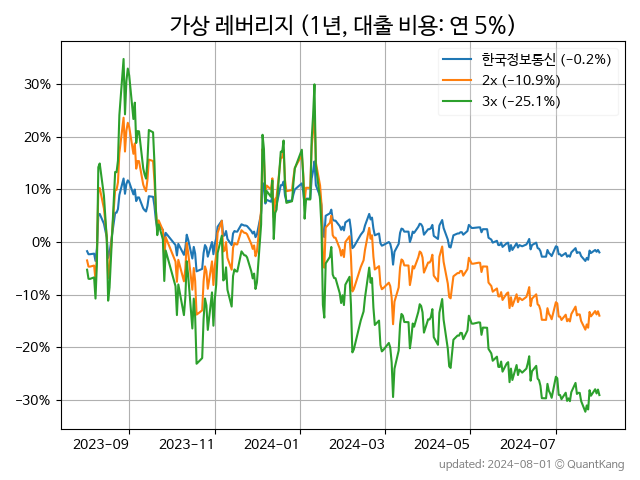 가상 레버리지 (1년, 대출 비용: 연 5%)
한국정보통신 (−0.2%)
2x (−10.9%)
3x (−25.1%)
30%
20%
10%
0%
−10%
−20%
−30%
2023-09 2023-11 2024-01 2024-03 2024-05 2024-07
updated: 2024-08-01 © QuantKang